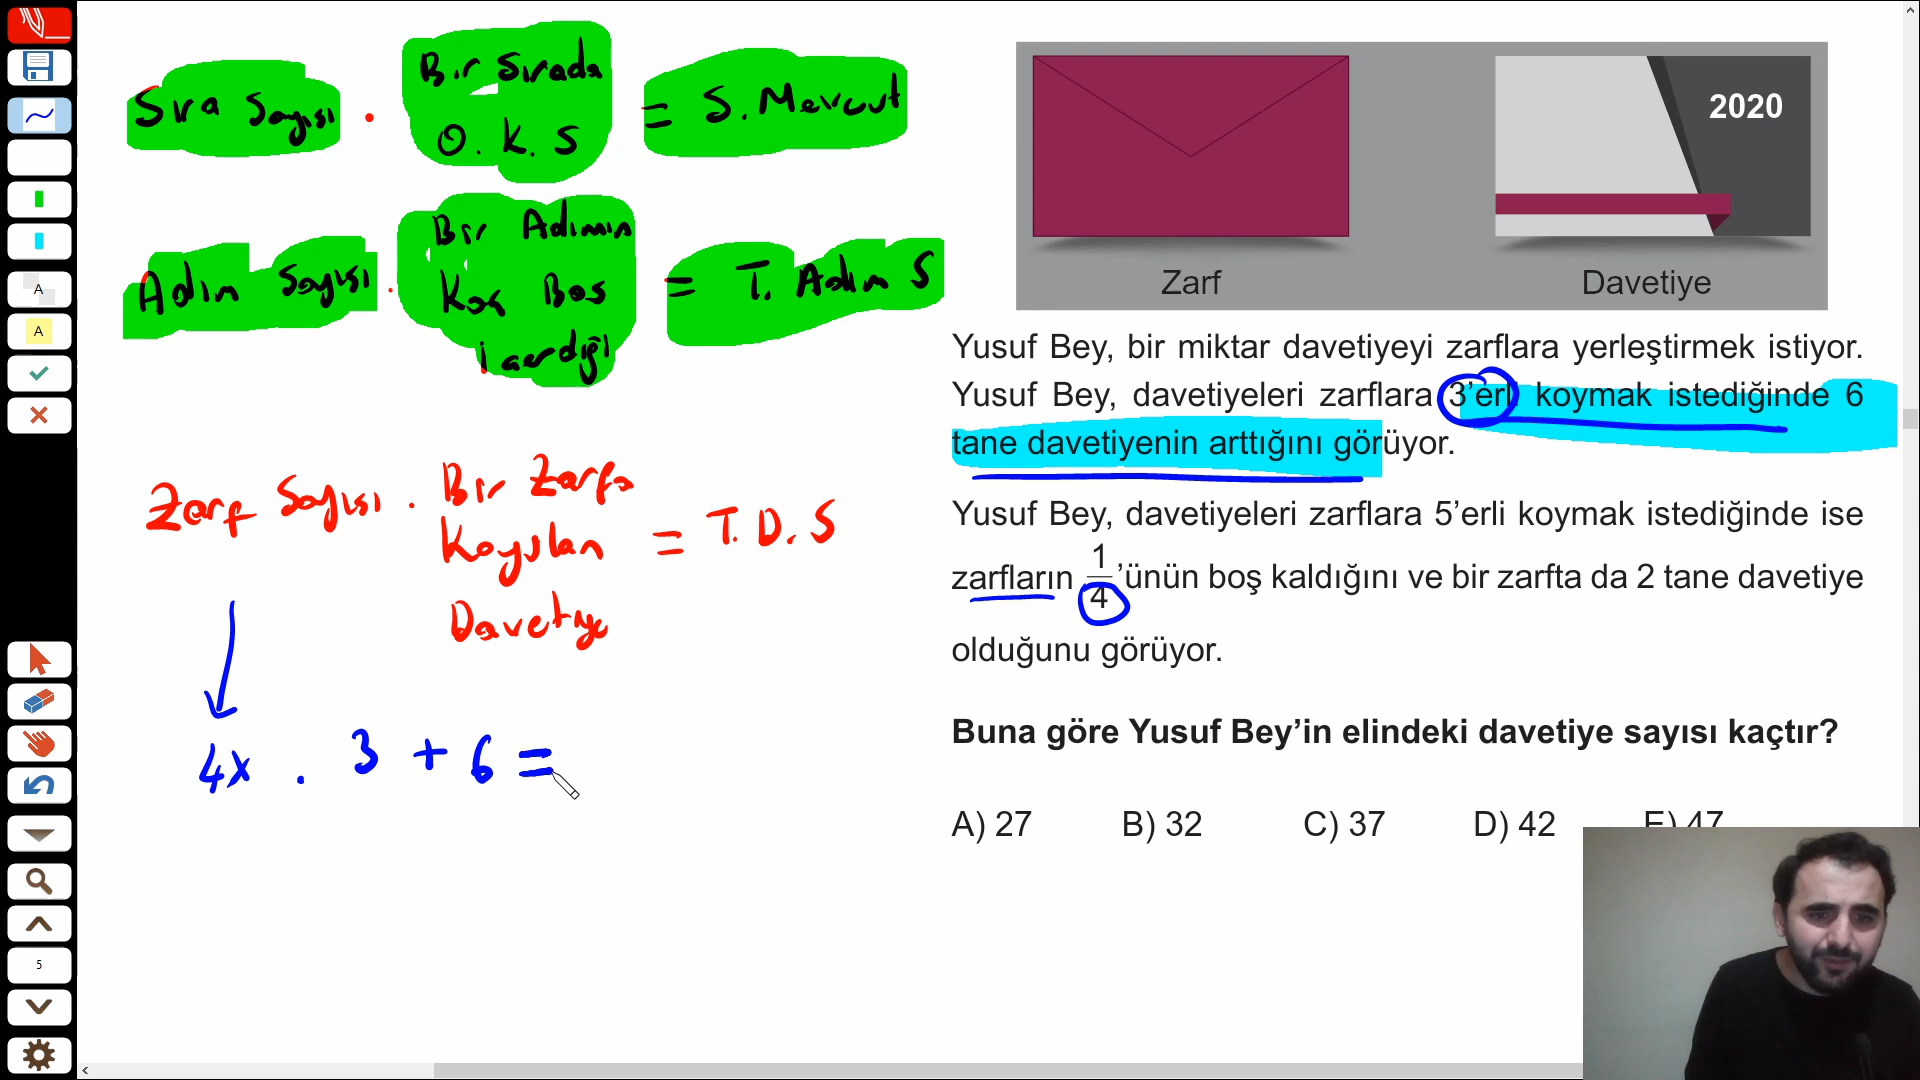 Sıra Sayısı . Bir Sırada O. K. S = S. Mevcut
Adım Sayısı . Bir Adımın Kaç Bas içerdiği = T. Adım S
Zarf Sayısı . Bir Zarfa Koyulan Davetiye = T. D. S
4x . 3 + 6 =
2020
Zarf
Davetiye
Yusuf Bey, bir miktar davetiyeyi zarflara yerleştirmek istiyor.
Yusuf Bey, davetiyeleri zarflara 3’erli koymak istediğinde 6
tane davetiyenin arttığını görüyor.
Yusuf Bey, davetiyeleri zarflara 5’erli koymak istediğinde ise
zarfların 1/4 ’ünün boş kaldığını ve bir zarfta da 2 tane davetiye
olduğunu görüyor.
Buna göre Yusuf Bey’in elindeki davetiye sayısı kaçtır?
A) 27 B) 32 C) 37 D) 42 E) 47
A
A
5